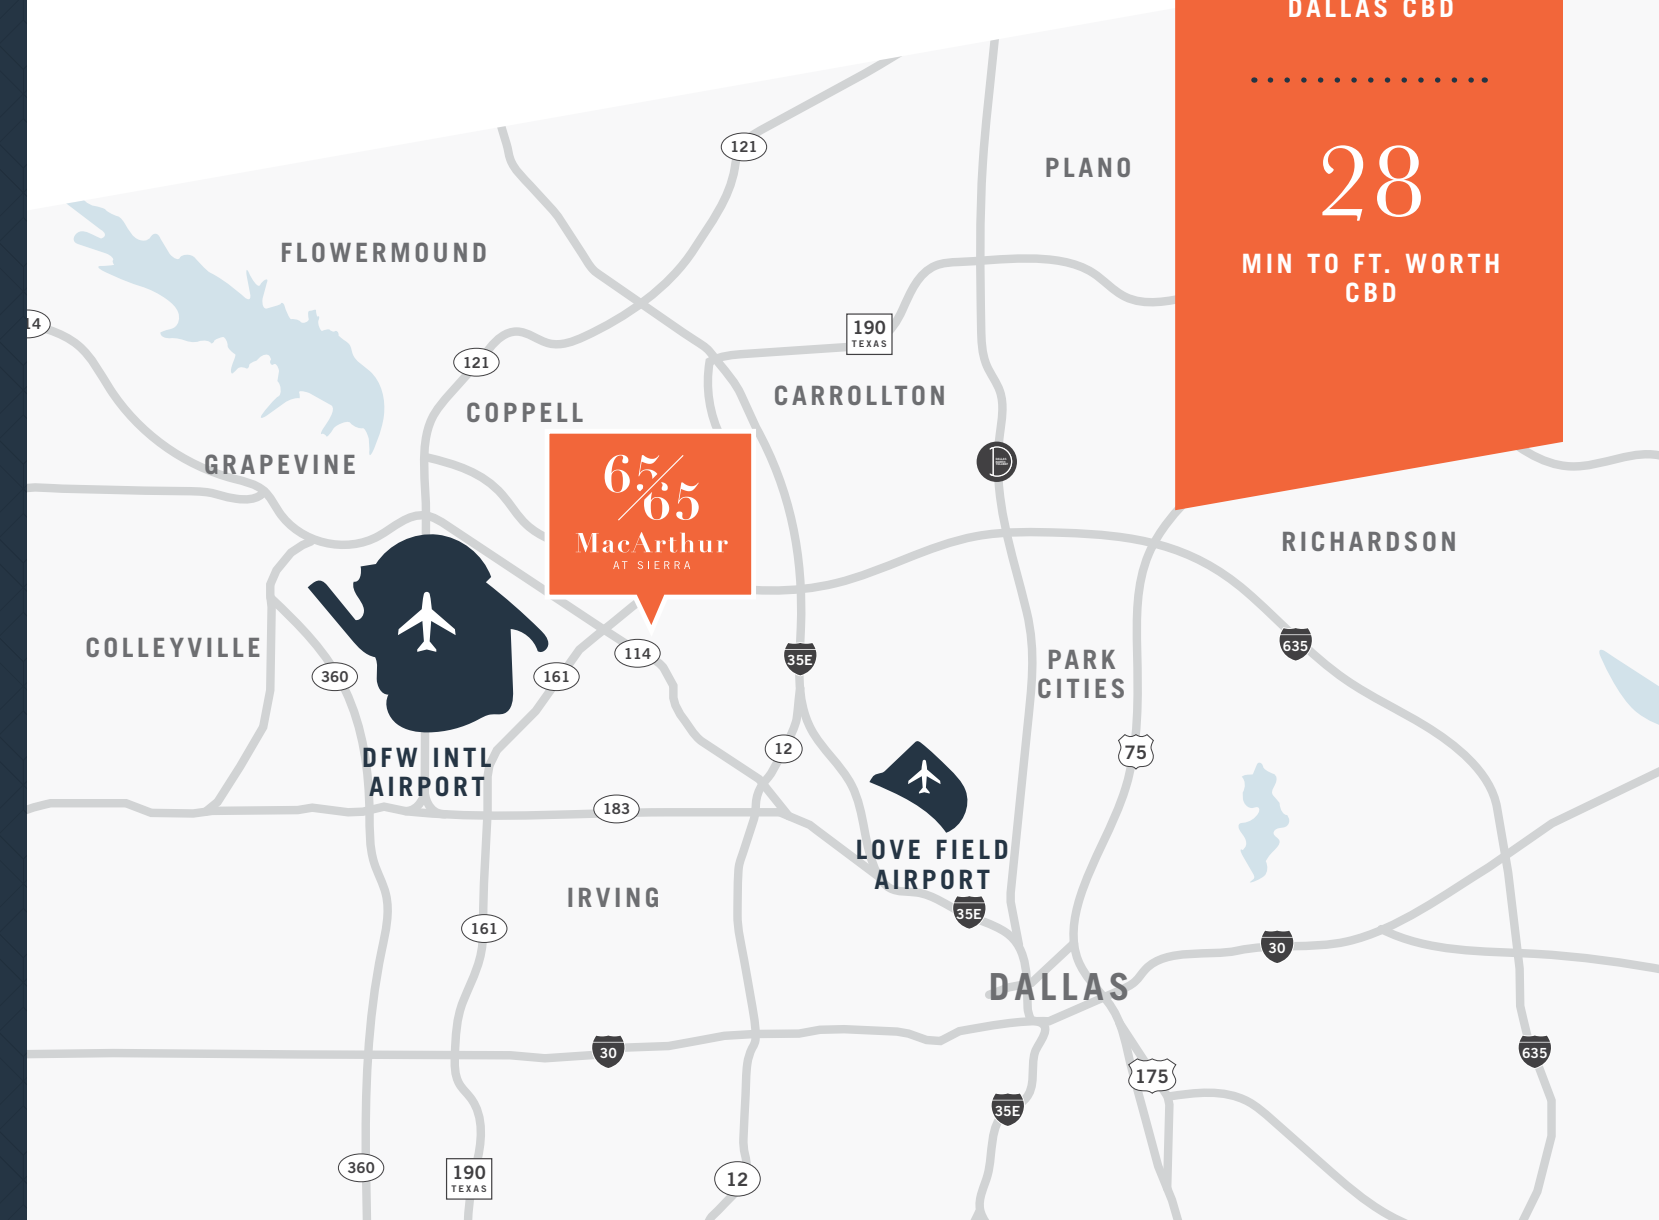 DALLAS CBD
28
MIN TO FT. WORTH
CBD
121
PLANO
FLOWERMOUND
14
190
TEXAS
121
CARROLLTON
COPPELL
GRAPEVINE
65/65
MacArthur
AT SIERRA
RICHARDSON
COLLEYVILLE
635
114
35E
PARK
CITIES
360
161
12
75
DFW INTL
AIRPORT
183
LOVE FIELD
AIRPORT
IRVING
35E
161
30
DALLAS
30
635
175
35E
360
190
TEXAS
12